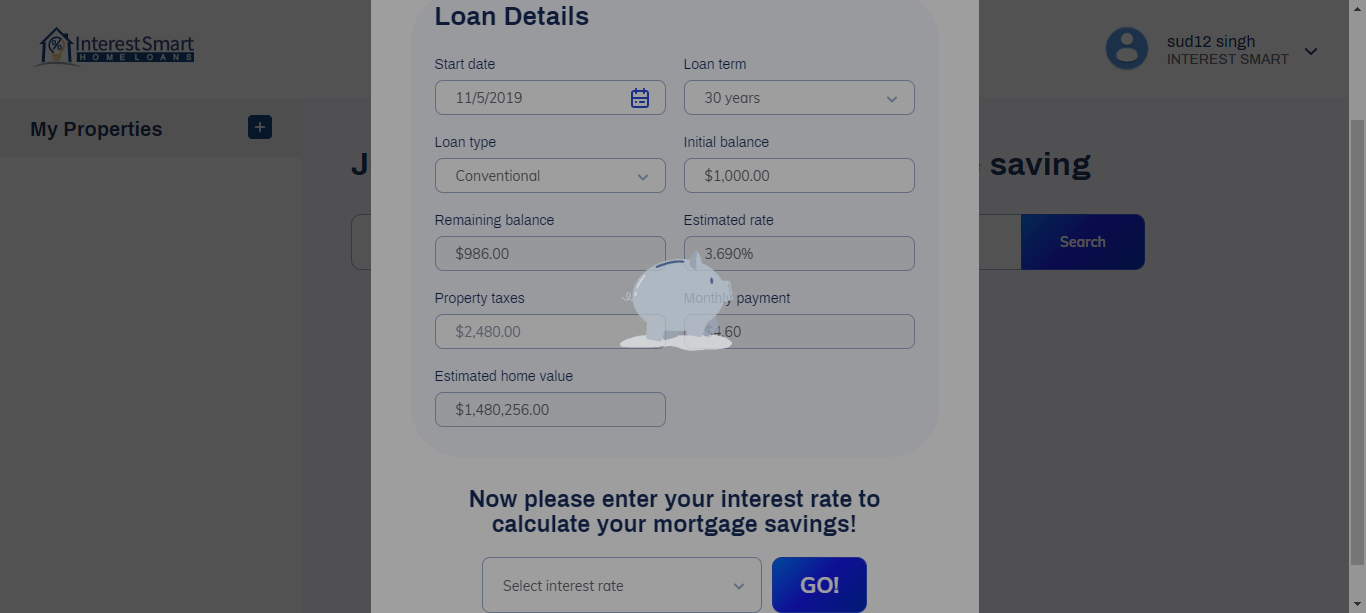 Loan Details
InterestSmart
HOME LOANS
sud12 singh
INTEREST SMART
My Properties
+
J
saving
Search
Start date
Loan term
11/5/2019
30 years
Loan type
Initial balance
Conventional
$1,000.00
Remaining balance
Estimated rate
$986.00
3.690%
Property taxes
Monthly payment
$2,480.00
$4.60
Estimated home value
$1,480,256.00
Now please enter your interest rate to
calculate your mortgage savings!
Select interest rate
GO!